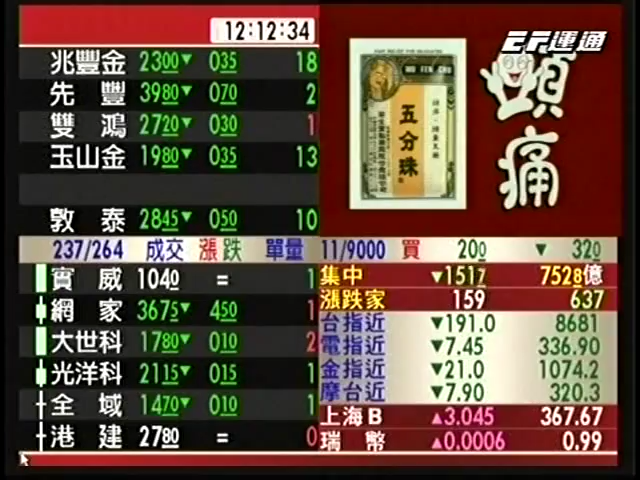 12:12:34
兆豐金 2300▼ 035 18
先豐 3980▼ 070 2
雙鴻 2720▼ 030 1
玉山金 1980▼ 035 13
敦泰 2845▼ 050 10
237/264 成交 漲跌 單量
寶威 1040 = 1
網家 3675▼ 450 1
大世科 1780▼ 010 2
光洋科 2115▼ 015 1
全域 1470▼ 010 1
港建 2780 = 0
EF運通
WU FEN CHU
五分珠
頭痛
11/9000 買 200 ▼ 320
集中 ▼1517 7528億
漲跌家 159 637
台指近 ▼191.0 8681
電指近 ▼7.45 336.90
金指近 ▼21.0 1074.2
摩台近 ▼7.90 320.3
上海B ▲3.045 367.67
瑞幣 ▲0.0006 0.99